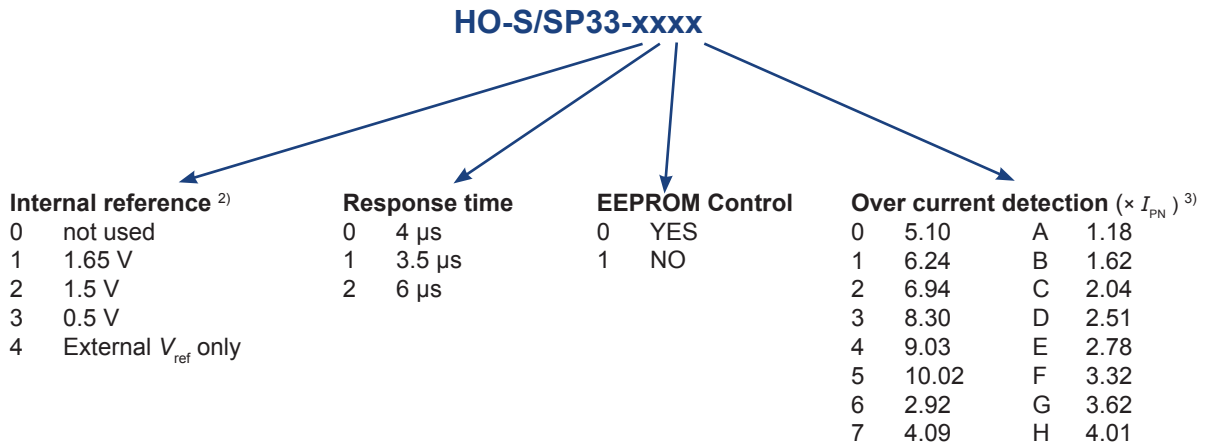 HO-S/SP33-xxxx
Internal reference 2)
0 not used
1 1.65 V
2 1.5 V
3 0.5 V
4 External Vref only
Response time
0 4 µs
1 3.5 µs
2 6 µs
EEPROM Control
0 YES
1 NO
Over current detection (× IPN ) 3)
0 5.10 A 1.18
1 6.24 B 1.62
2 6.94 C 2.04
3 8.30 D 2.51
4 9.03 E 2.78
5 10.02 F 3.32
6 2.92 G 3.62
7 4.09 H 4.01